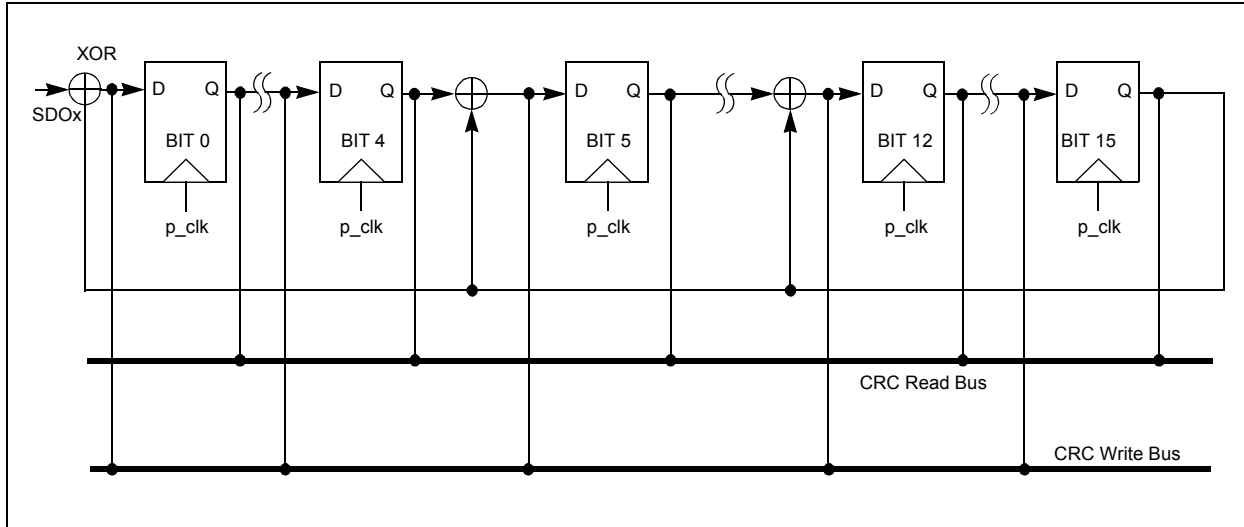 XOR
SDOx
D Q
BIT 0
p_clk
D Q
BIT 4
p_clk
D Q
BIT 5
p_clk
D Q
BIT 12
p_clk
D Q
BIT 15
p_clk
CRC Read Bus
CRC Write Bus